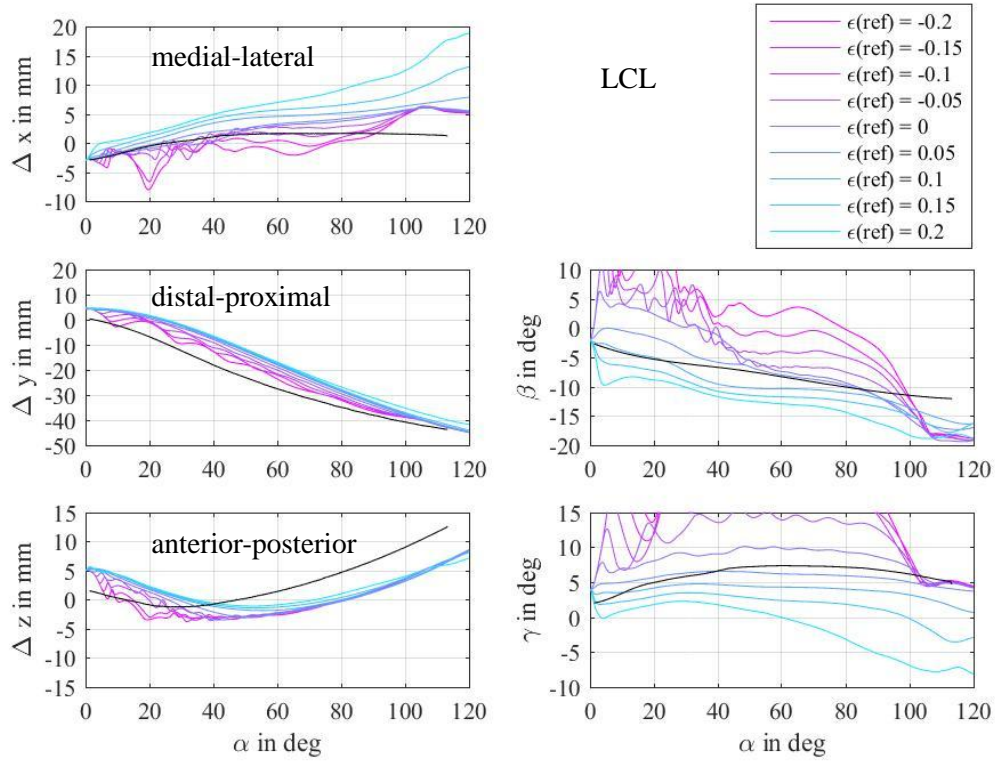 20
15
10
5
0
-5
-10
Δ x in mm
medial-lateral
0 20 40 60 80 100 120
LCL
ϵ(ref) = -0.2
ϵ(ref) = -0.15
ϵ(ref) = -0.1
ϵ(ref) = -0.05
ϵ(ref) = 0
ϵ(ref) = 0.05
ϵ(ref) = 0.1
ϵ(ref) = 0.15
ϵ(ref) = 0.2
20
10
0
-10
-20
-30
-40
-50
Δ y in mm
distal-proximal
0 20 40 60 80 100 120
10
5
0
-5
-10
-15
-20
β in deg
0 20 40 60 80 100 120
15
10
5
0
-5
-10
-15
Δ z in mm
anterior-posterior
0 20 40 60 80 100 120
α in deg
15
10
5
0
-5
-10
γ in deg
0 20 40 60 80 100 120
α in deg